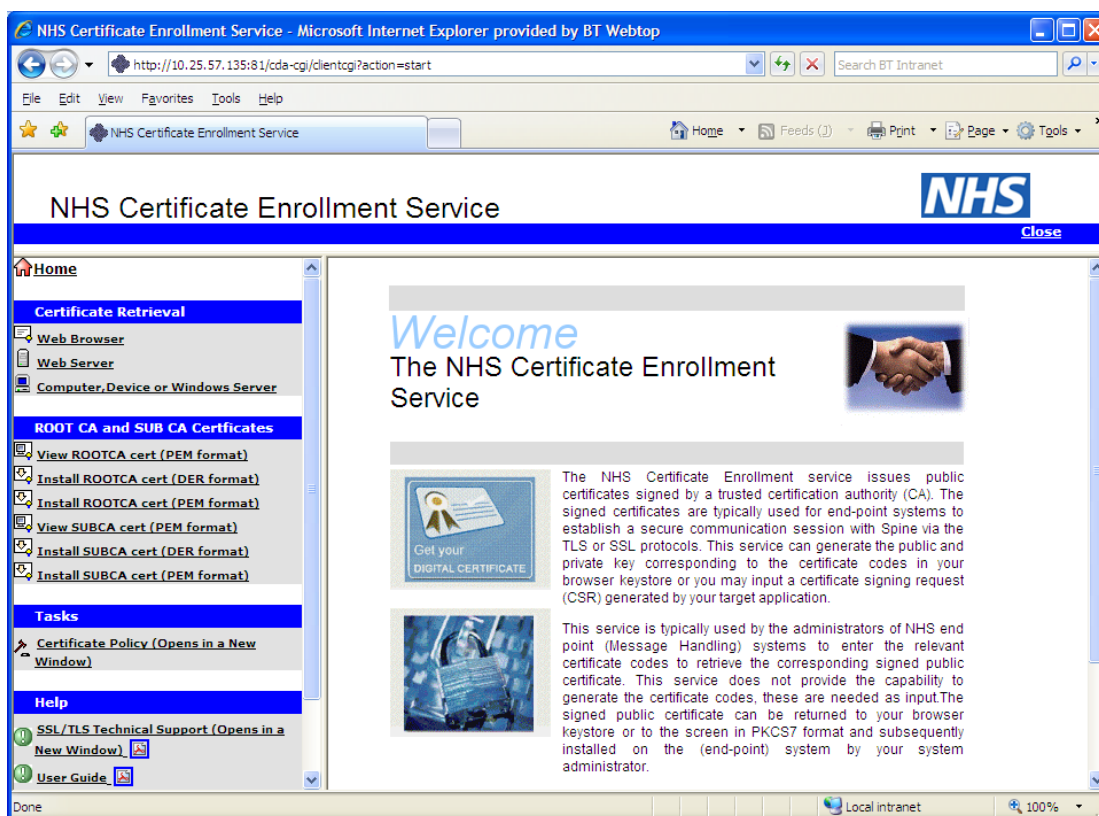 NHS Certificate Enrollment Service - Microsoft Internet Explorer provided by BT Webtop
http://10.25.57.135:81/cda-cgi/clientcgi?action=start
Search BT Intranet
File Edit View Favorites Tools Help
NHS Certificate Enrollment Service
Home Feeds (J) Print Page Tools
NHS Certificate Enrollment Service
NHS
Close
Home
Certificate Retrieval
Web Browser
Web Server
Computer,Device or Windows Server
ROOT CA and SUB CA Certficates
View ROOTCA cert (PEM format)
Install ROOTCA cert (DER format)
Install ROOTCA cert (PEM format)
View SUBCA cert (PEM format)
Install SUBCA cert (DER format)
Install SUBCA cert (PEM format)
Tasks
Certificate Policy (Opens in a New
Window)
Help
SSL/TLS Technical Support (Opens in a
New Window)
User Guide
Welcome
The NHS Certificate Enrollment
Service
Get your
DIGITAL CERTIFICATE
The NHS Certificate Enrollment service issues public
certificates signed by a trusted certification authority (CA). The
signed certificates are typically used for end-point systems to
establish a secure communication session with Spine via the
TLS or SSL protocols. This service can generate the public and
private key corresponding to the certificate codes in your
browser keystore or you may input a certificate signing request
(CSR) generated by your target application.
This service is typically used by the administrators of NHS end
point (Message Handling) systems to enter the relevant
certificate codes to retrieve the corresponding signed public
certificate. This service does not provide the capability to
generate the certificate codes, these are needed as input.The
signed public certificate can be returned to your browser
keystore or to the screen in PKCS7 format and subsequently
installed on the (end-point) system by your system
administrator.
Done
Local intranet
100%